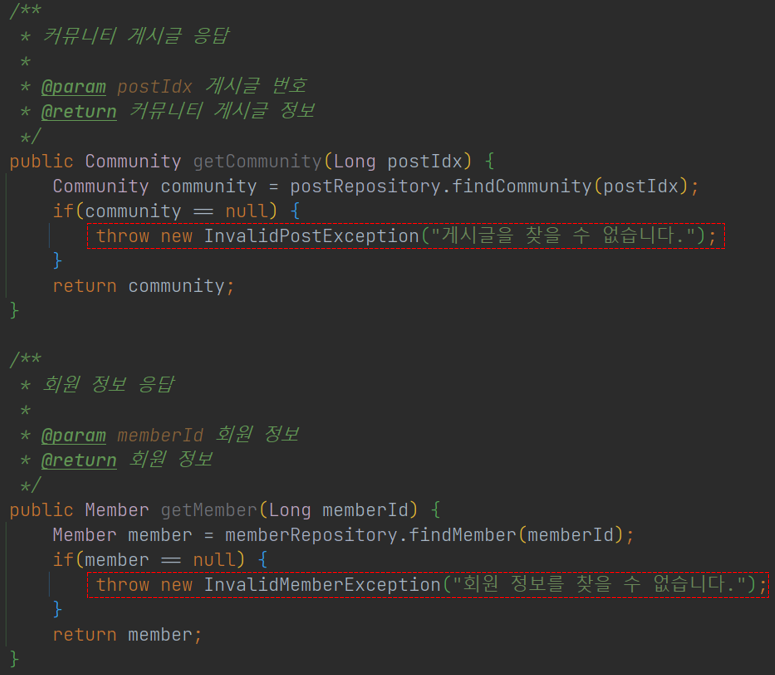 /**
 * 커뮤니티 게시글 응답
 *
 * @param postIdx 게시글 번호
 * @return 커뮤니티 게시글 정보
 */
public Community getCommunity(Long postIdx) {
    Community community = postRepository.findCommunity(postIdx);
    if(community == null) {
        throw new InvalidPostException("게시글을 찾을 수 없습니다.");
    }
    return community;
}
/**
 * 회원 정보 응답
 *
 * @param memberId 회원 정보
 * @return 회원 정보
 */
public Member getMember(Long memberId) {
    Member member = memberRepository.findMember(memberId);
    if(member == null) {
        throw new InvalidMemberException("회원 정보를 찾을 수 없습니다.");
    }
    return member;
}